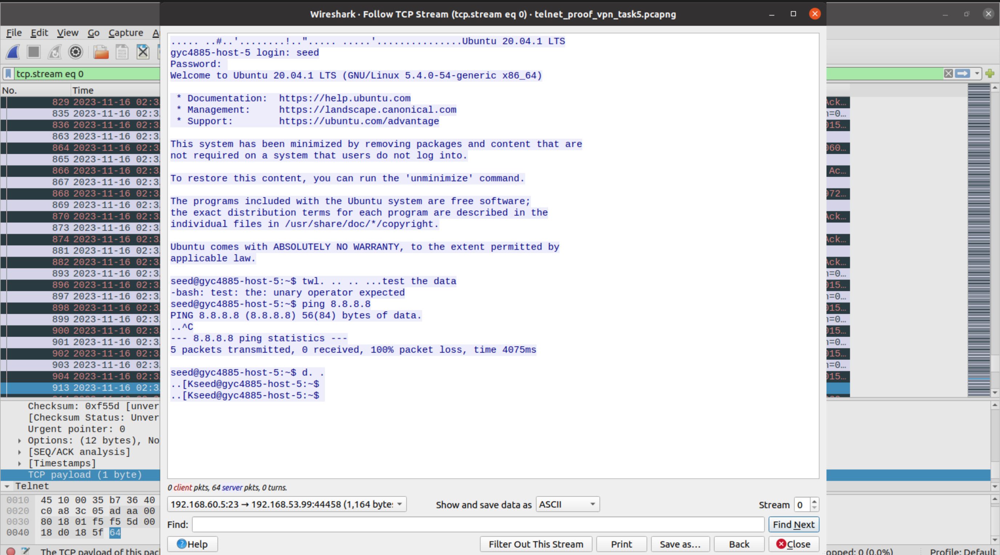 Wireshark · Follow TCP Stream (tcp.stream eq 0) · telnet_proof_vpn_task5.pcapng
File Edit View Go Capture
tcp.stream eq 0
No. Time
829 2023-11-16 02:3
835 2023-11-16 02:3
836 2023-11-16 02:3
863 2023-11-16 02:3
864 2023-11-16 02:3
865 2023-11-16 02:3
866 2023-11-16 02:3
867 2023-11-16 02:3
868 2023-11-16 02:3
869 2023-11-16 02:3
870 2023-11-16 02:3
873 2023-11-16 02:3
874 2023-11-16 02:3
881 2023-11-16 02:3
882 2023-11-16 02:3
893 2023-11-16 02:3
896 2023-11-16 02:3
897 2023-11-16 02:3
898 2023-11-16 02:3
899 2023-11-16 02:3
900 2023-11-16 02:3
901 2023-11-16 02:3
902 2023-11-16 02:3
903 2023-11-16 02:3
904 2023-11-16 02:3
913 2023-11-16 02:3
Checksum: 0xf55d [unver
[Checksum Status: Unver
Urgent pointer: 0
Options: (12 bytes), No
[SEQ/ACK analysis]
[Timestamps]
TCP payload (1 byte)
Telnet
0010 45 10 00 35 b7 36 40
0020 c0 a8 3c 05 ad aa 00
0030 80 18 01 f5 f5 5d 00
0040 18 d0 18 5f 64
The TCP payload of this pac
..... ..#..'........!.."..... .....'...............Ubuntu 20.04.1 LTS
gyc4885-host-5 login: seed
Password:
Welcome to Ubuntu 20.04.1 LTS (GNU/Linux 5.4.0-54-generic x86_64)
* Documentation: https://help.ubuntu.com
* Management: https://landscape.canonical.com
* Support: https://ubuntu.com/advantage
This system has been minimized by removing packages and content that are
not required on a system that users do not log into.
To restore this content, you can run the 'unminimize' command.
The programs included with the Ubuntu system are free software;
the exact distribution terms for each program are described in the
individual files in /usr/share/doc/*/copyright.
Ubuntu comes with ABSOLUTELY NO WARRANTY, to the extent permitted by
applicable law.
seed@gyc4885-host-5:~$ twl. .. .. ...test the data
-bash: test: the: unary operator expected
seed@gyc4885-host-5:~$ ping 8.8.8.8
PING 8.8.8.8 (8.8.8.8) 56(84) bytes of data.
..^C
--- 8.8.8.8 ping statistics ---
5 packets transmitted, 0 received, 100% packet loss, time 4075ms
seed@gyc4885-host-5:~$ d. .
..[Kseed@gyc4885-host-5:~$
..[Kseed@gyc4885-host-5:~$
0 client pkts, 64 server pkts, 0 turns.
192.168.60.5:23 → 192.168.53.99:44458 (1,164 byte
Show and save data as ASCII
Stream 0
Find:
Find Next
Help
Filter Out This Stream
Print
Save as…
Back
Close
Ack…
n=0…
015…
060…
Ac…
972…
Ack…
Ack…
Ack…
n=0…
015…
n=0…
015…
n=0…
015…
n=0…
015…
n=0…
015…
opped: 0 (0.0%)
Profile: Default